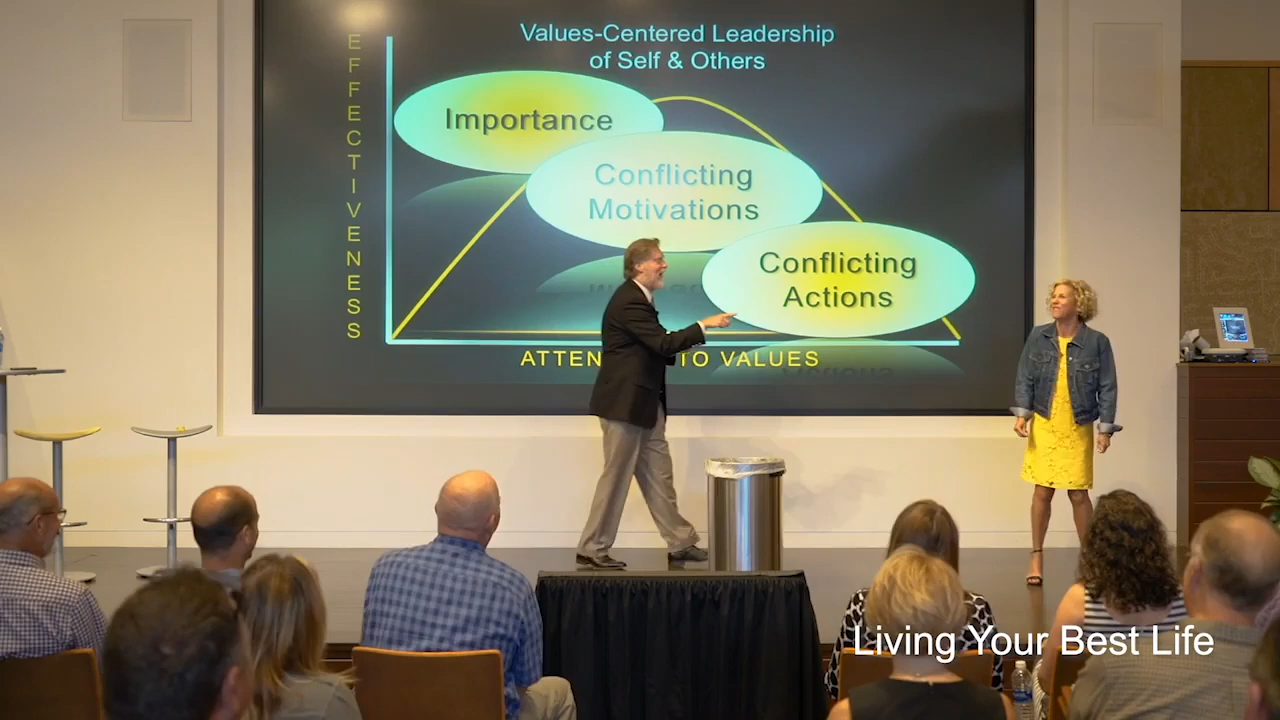 Values-Centered Leadership
of Self & Others
EFFECTIVENESS
Importance
Conflicting
Motivations
Conflicting
Actions
ATTEN TO VALUES
Living Your Best Life